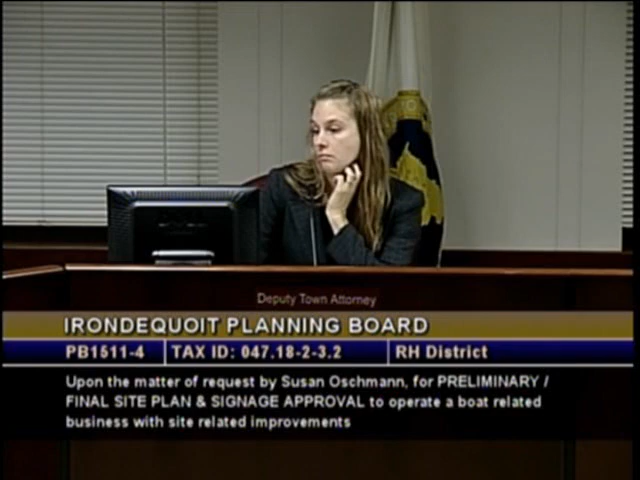 Deputy Town Attorney
IRONDEQUOIT PLANNING BOARD
PB1511-4 TAX ID: 047.18-2-3.2 RH District
Upon the matter of request by Susan Oschmann, for PRELIMINARY /
FINAL SITE PLAN & SIGNAGE APPROVAL to operate a boat related
business with site related improvements